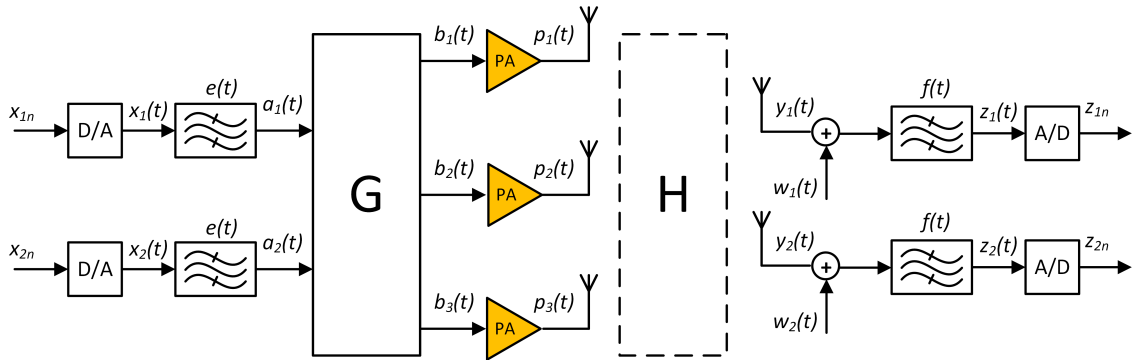 b₁(t) PA p₁(t)
e(t)
x₁ₙ D/A x₁(t) a₁(t)
f(t)
y₁(t) + z₁(t) A/D z₁ₙ
w₁(t)
G
b₂(t) PA p₂(t)
H
e(t)
x₂ₙ D/A x₂(t) a₂(t)
f(t)
y₂(t) + z₂(t) A/D z₂ₙ
w₂(t)
b₃(t) PA p₃(t)